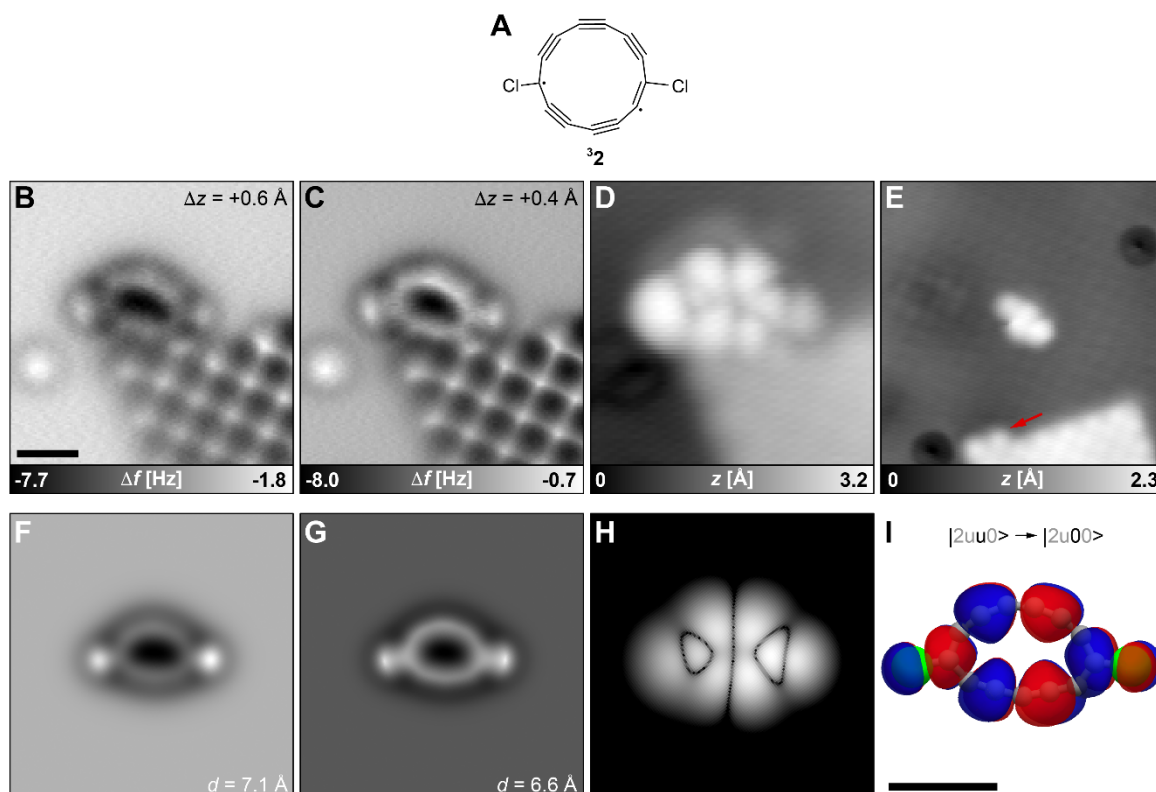 A
Cl
Cl
³2
B
Δz = +0.6 Å
C
Δz = +0.4 Å
D
E
-7.7
Δf [Hz]
-1.8
-8.0
Δf [Hz]
-0.7
0
z [Å]
3.2
0
z [Å]
2.3
F
G
H
I
|2uu0> → |2u00>
d = 7.1 Å
d = 6.6 Å